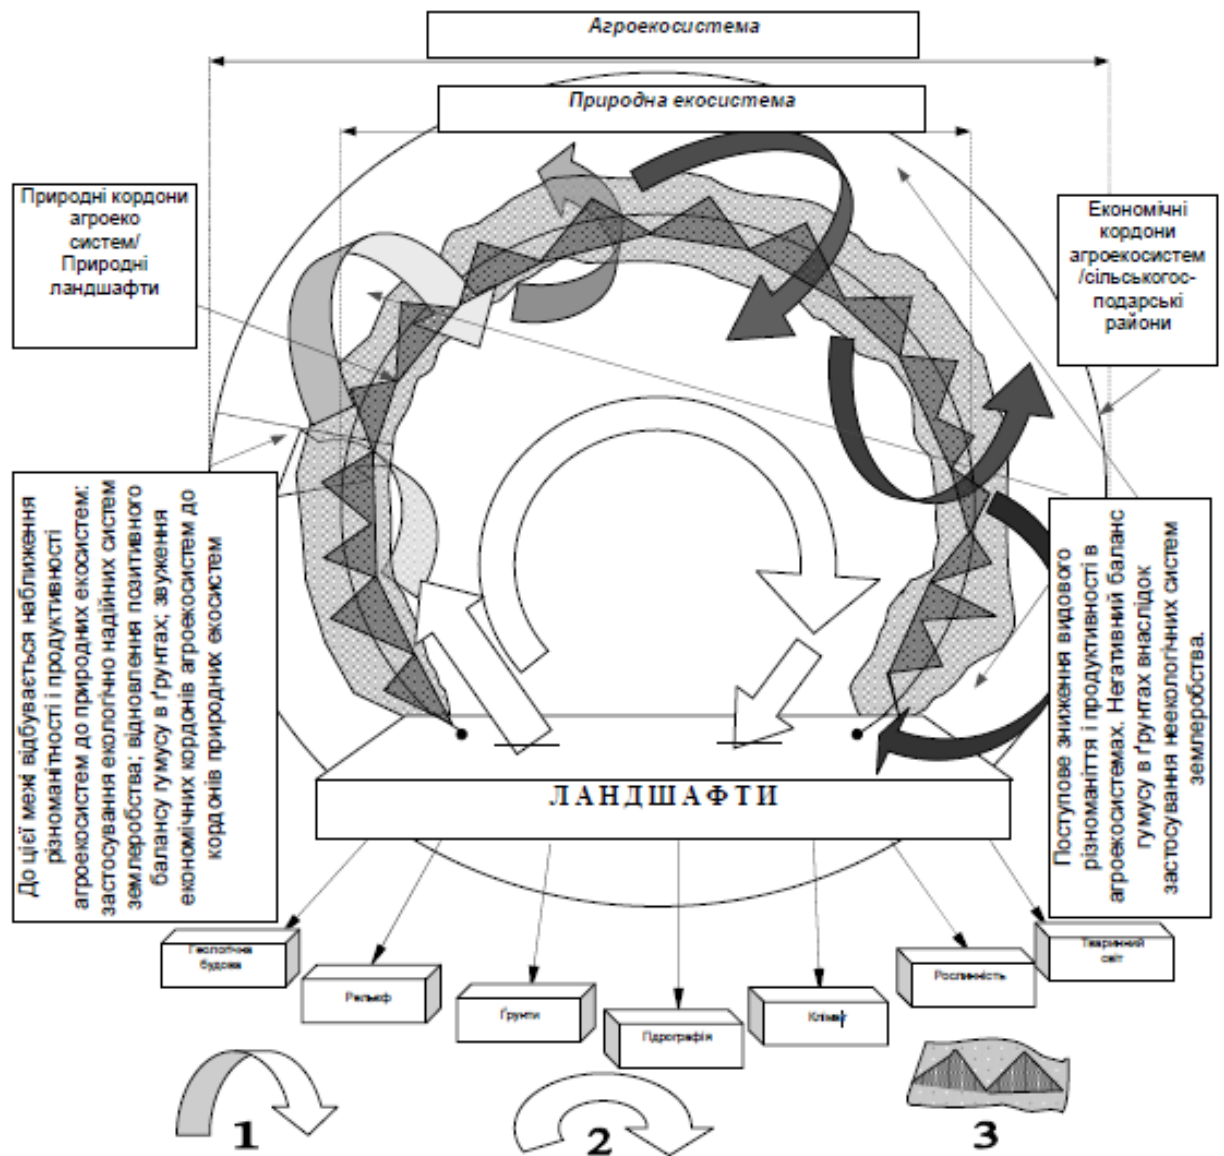 Агроекосистема
Природна екосистема
Природні кордони
агроеко
систем/
Природні
ландшафти
Економічні
кордони
агроекосистем
/сільськогос-
подарські
райони
До цієї межі відбувається наближення
різноманітності і продуктивності
агроекосистем до природних екосистем:
застосування екологічно надійних систем
землеробства; відновлення позитивного
балансу гумусу в ґрунтах; звуження
економічних кордонів агроекосистем до
кордонів природних екосистем
Поступове зниження видового
різноманіття і продуктивності в
агроекосистемах. Негативний баланс
гумусу в ґрунтах внаслідок
застосування неекологічних систем
землеробства.
ЛАНДШАФТИ
Геологічна
будова
Рельєф
Ґрунти
Гідрографія
Клімат
Рослинність
Тваринний
світ
1
2
3